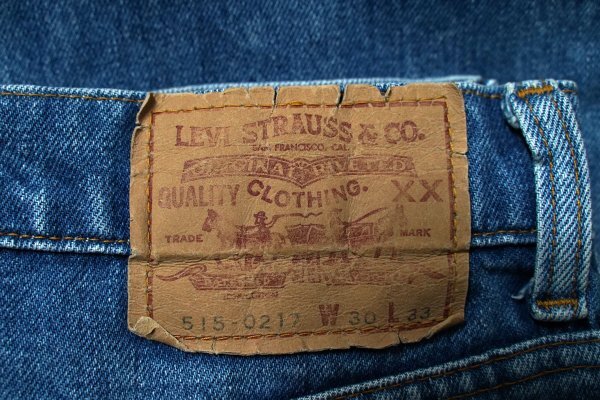 LEVI STRAUSS & CO.
SAN FRANCISCO, CAL.
ORIGINAL RIVETED
QUALITY CLOTHING. XX
TRADE MARK
515-0217 W 30 L 33